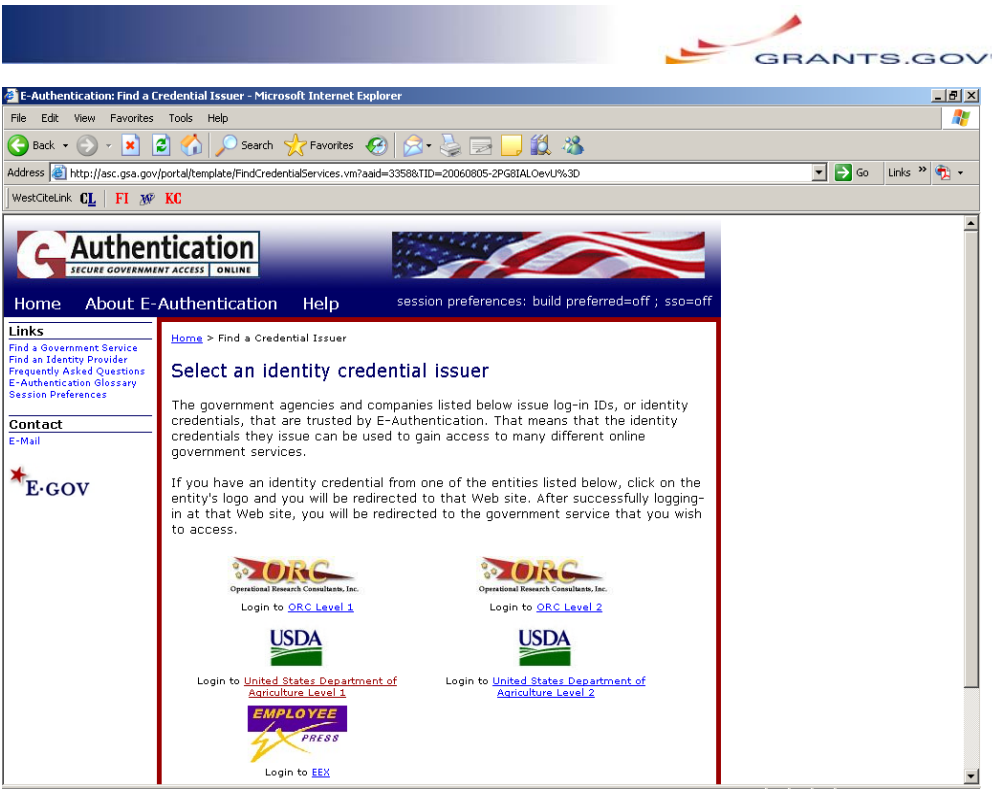 GRANTS.GOV
E-Authentication: Find a Credential Issuer - Microsoft Internet Explorer
File Edit View Favorites Tools Help
Back Search Favorites
Address http://asc.gsa.gov/portal/template/FindCredentialServices.vm?aaid=3358&TID=20060805-2PG8IALOevU%3D Go Links »
WestCiteLink CL FI W KC
Authentication
SECURE GOVERNMENT ACCESS ONLINE
Home About E-Authentication Help session preferences: build preferred=off ; sso=off
Links
Find a Government Service
Find an Identity Provider
Frequently Asked Questions
E-Authentication Glossary
Session Preferences
Contact
E-Mail
E·GOV
Home > Find a Credential Issuer
Select an identity credential issuer
The government agencies and companies listed below issue log-in IDs, or identity
credentials, that are trusted by E-Authentication. That means that the identity
credentials they issue can be used to gain access to many different online
government services.
If you have an identity credential from one of the entities listed below, click on the
entity's logo and you will be redirected to that Web site. After successfully logging-
in at that Web site, you will be redirected to the government service that you wish
to access.
ORC ORC
Operational Research Consultants, Inc. Operational Research Consultants, Inc.
Login to ORC Level 1 Login to ORC Level 2
USDA USDA
Login to United States Department of Login to United States Department of
Agriculture Level 1 Agriculture Level 2
EMPLOYEE
EXPRESS
Login to EEX